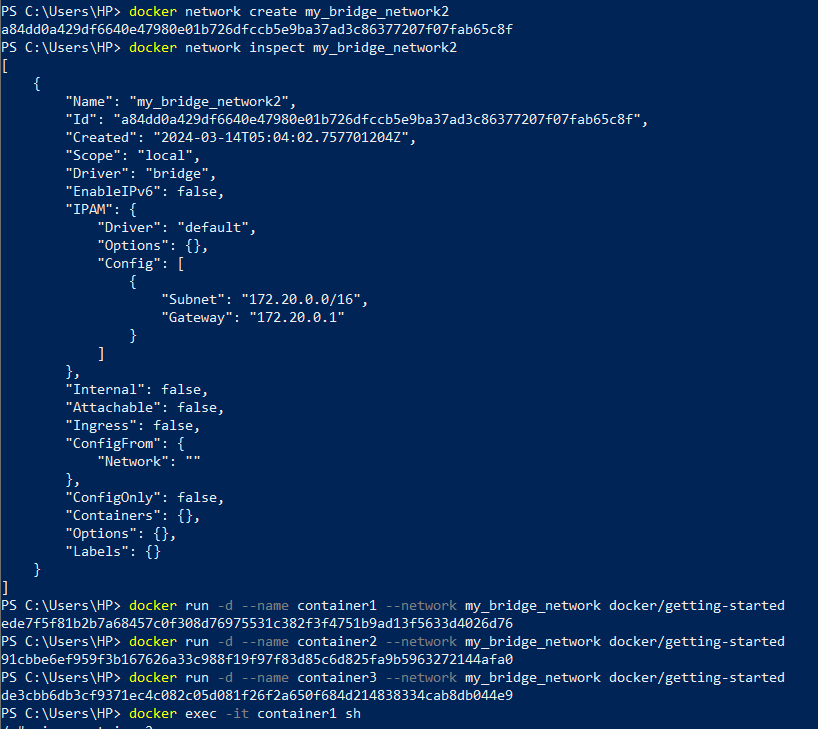 PS C:\Users\HP> docker network create my_bridge_network2
a84dd0a429df6640e47980e01b726dfccb5e9ba37ad3c86377207f07fab65c8f
PS C:\Users\HP> docker network inspect my_bridge_network2
[
    {
        "Name": "my_bridge_network2",
        "Id": "a84dd0a429df6640e47980e01b726dfccb5e9ba37ad3c86377207f07fab65c8f",
        "Created": "2024-03-14T05:04:02.757701204Z",
        "Scope": "local",
        "Driver": "bridge",
        "EnableIPv6": false,
        "IPAM": {
            "Driver": "default",
            "Options": {},
            "Config": [
                {
                    "Subnet": "172.20.0.0/16",
                    "Gateway": "172.20.0.1"
                }
            ]
        },
        "Internal": false,
        "Attachable": false,
        "Ingress": false,
        "ConfigFrom": {
            "Network": ""
        },
        "ConfigOnly": false,
        "Containers": {},
        "Options": {},
        "Labels": {}
    }
]
PS C:\Users\HP> docker run -d --name container1 --network my_bridge_network docker/getting-started
ede7f5f81b2b7a68457c0f308d76975531c382f3f4751b9ad13f5633d4026d76
PS C:\Users\HP> docker run -d --name container2 --network my_bridge_network docker/getting-started
91cbbe6ef959f3b167626a33c988f19f97f83d85c6d825fa9b5963272144afa0
PS C:\Users\HP> docker run -d --name container3 --network my_bridge_network docker/getting-started
de3cbb6db3cf9371ec4c082c05d081f26f2a650f684d214838334cab8db044e9
PS C:\Users\HP> docker exec -it container1 sh